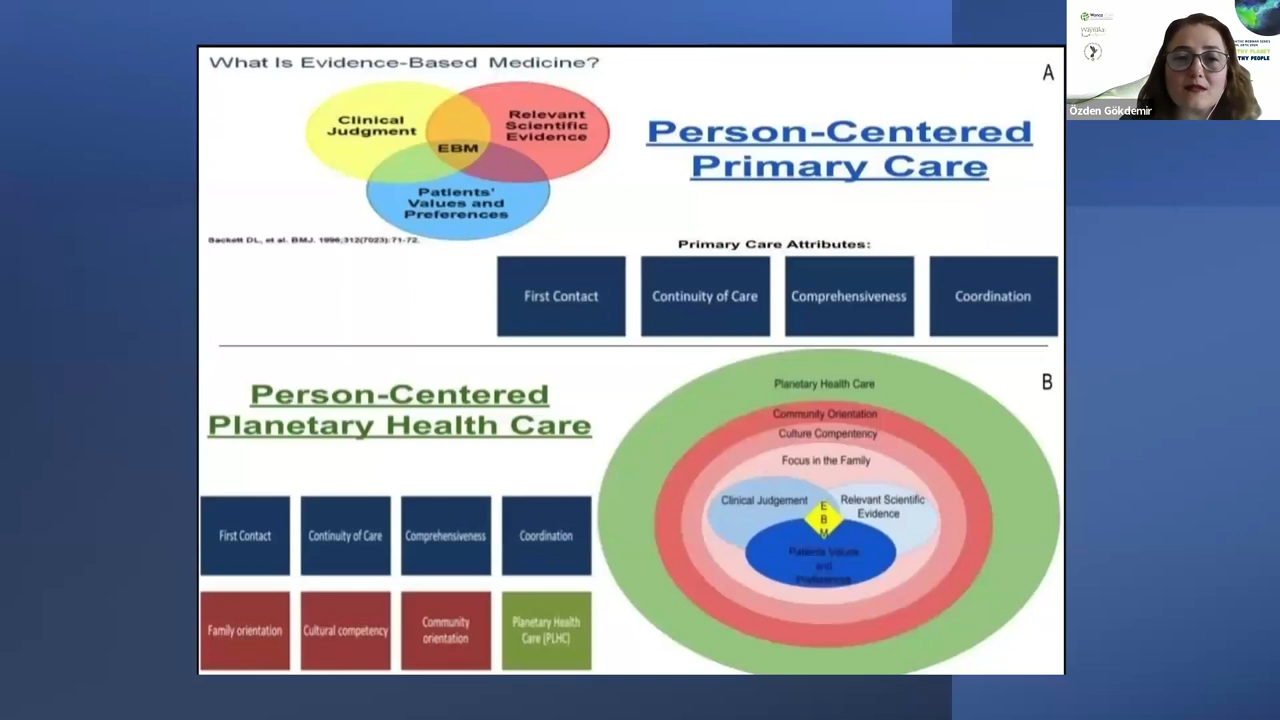 What Is Evidence-Based Medicine?
A
Clinical
Judgment
Relevant
Scientific
Evidence
EBM
Patients'
Values and
Preferences
Sackett DL, et al. BMJ. 1996;312(7023):71-72.
Person-Centered
Primary Care
Primary Care Attributes:
First Contact
Continuity of Care
Comprehensiveness
Coordination
Person-Centered
Planetary Health Care
First Contact
Continuity of Care
Comprehensiveness
Coordination
Family orientation
Cultural competency
Community
orientation
Planetary Health
Care (PLHC)
B
Planetary Health Care
Community Orientation
Culture Compentency
Focus in the Family
Clinical Judgement
Relevant Scientific
Evidence
E
B
M
Patients Values
and
Preferences
THY PEOPLE
Özden Gökdemir